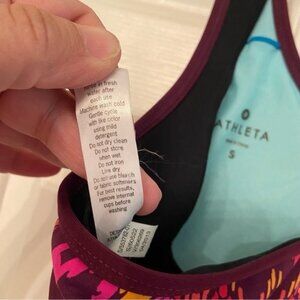 Rinse in fresh
water after
each use
Machine wash cold
Gentle cycle
with like color
using mild
detergent
Do not dry clean
Do not store
when wet
Do not iron
Line dry
Do not use bleach
or fabric softeners
For best results,
remove internal
cups before
washing
ATHLETA
S